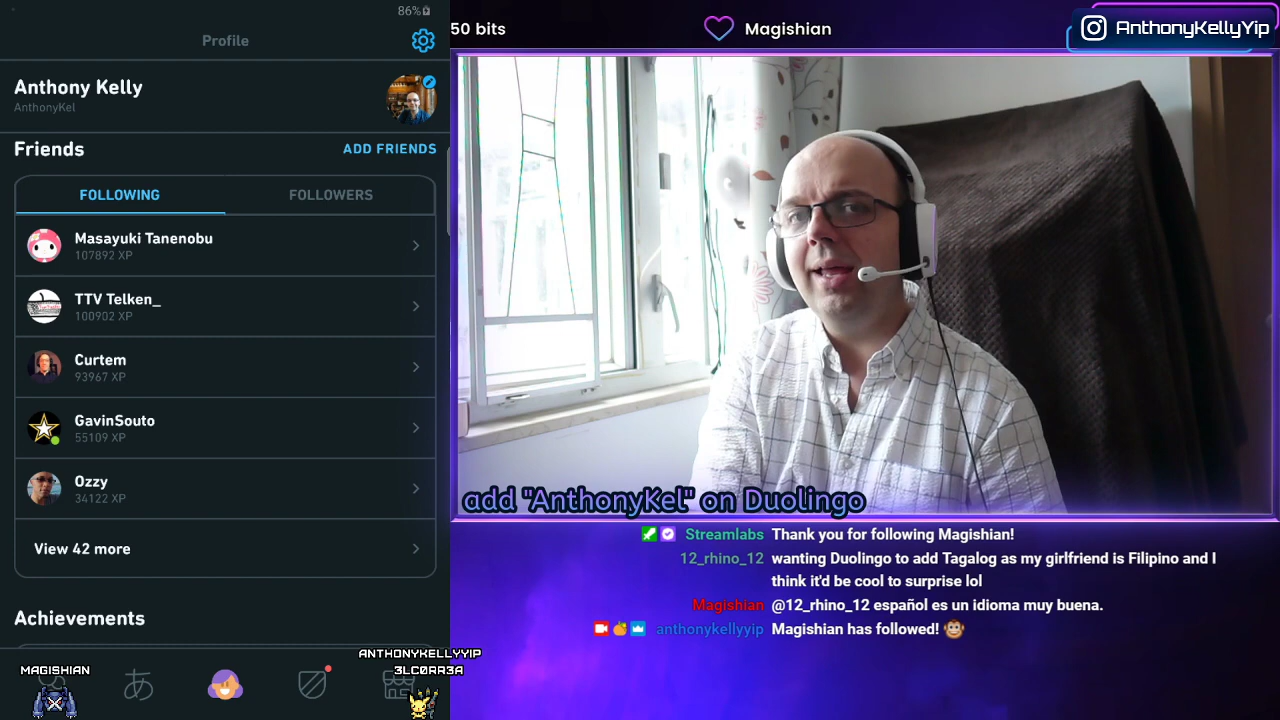 86%
Profile
Anthony Kelly
AnthonyKel
Friends
ADD FRIENDS
FOLLOWING
FOLLOWERS
Masayuki Tanenobu
107892 XP
TTV Telken_
100902 XP
Curtem
93967 XP
GavinSouto
55109 XP
Ozzy
34122 XP
View 42 more
Achievements
あ
MAGISHIAN
ANTHONYKELLYYIP
3LC0RR3A
50 bits
Magishian
AnthonyKellyYip
add "AnthonyKel" on Duolingo
Streamlabs Thank you for following Magishian!
12_rhino_12 wanting Duolingo to add Tagalog as my girlfriend is Filipino and I
think it'd be cool to surprise lol
Magishian @12_rhino_12 español es un idioma muy buena.
anthonykellyyip Magishian has followed!